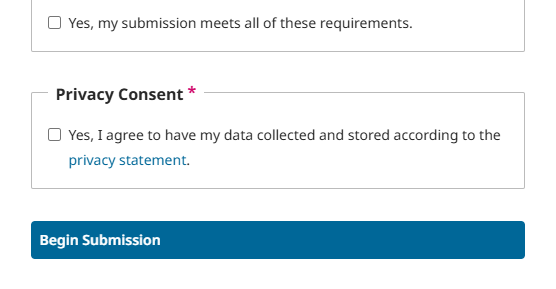 Yes, my submission meets all of these requirements.
Privacy Consent *
Yes, I agree to have my data collected and stored according to the
privacy statement.
Begin Submission